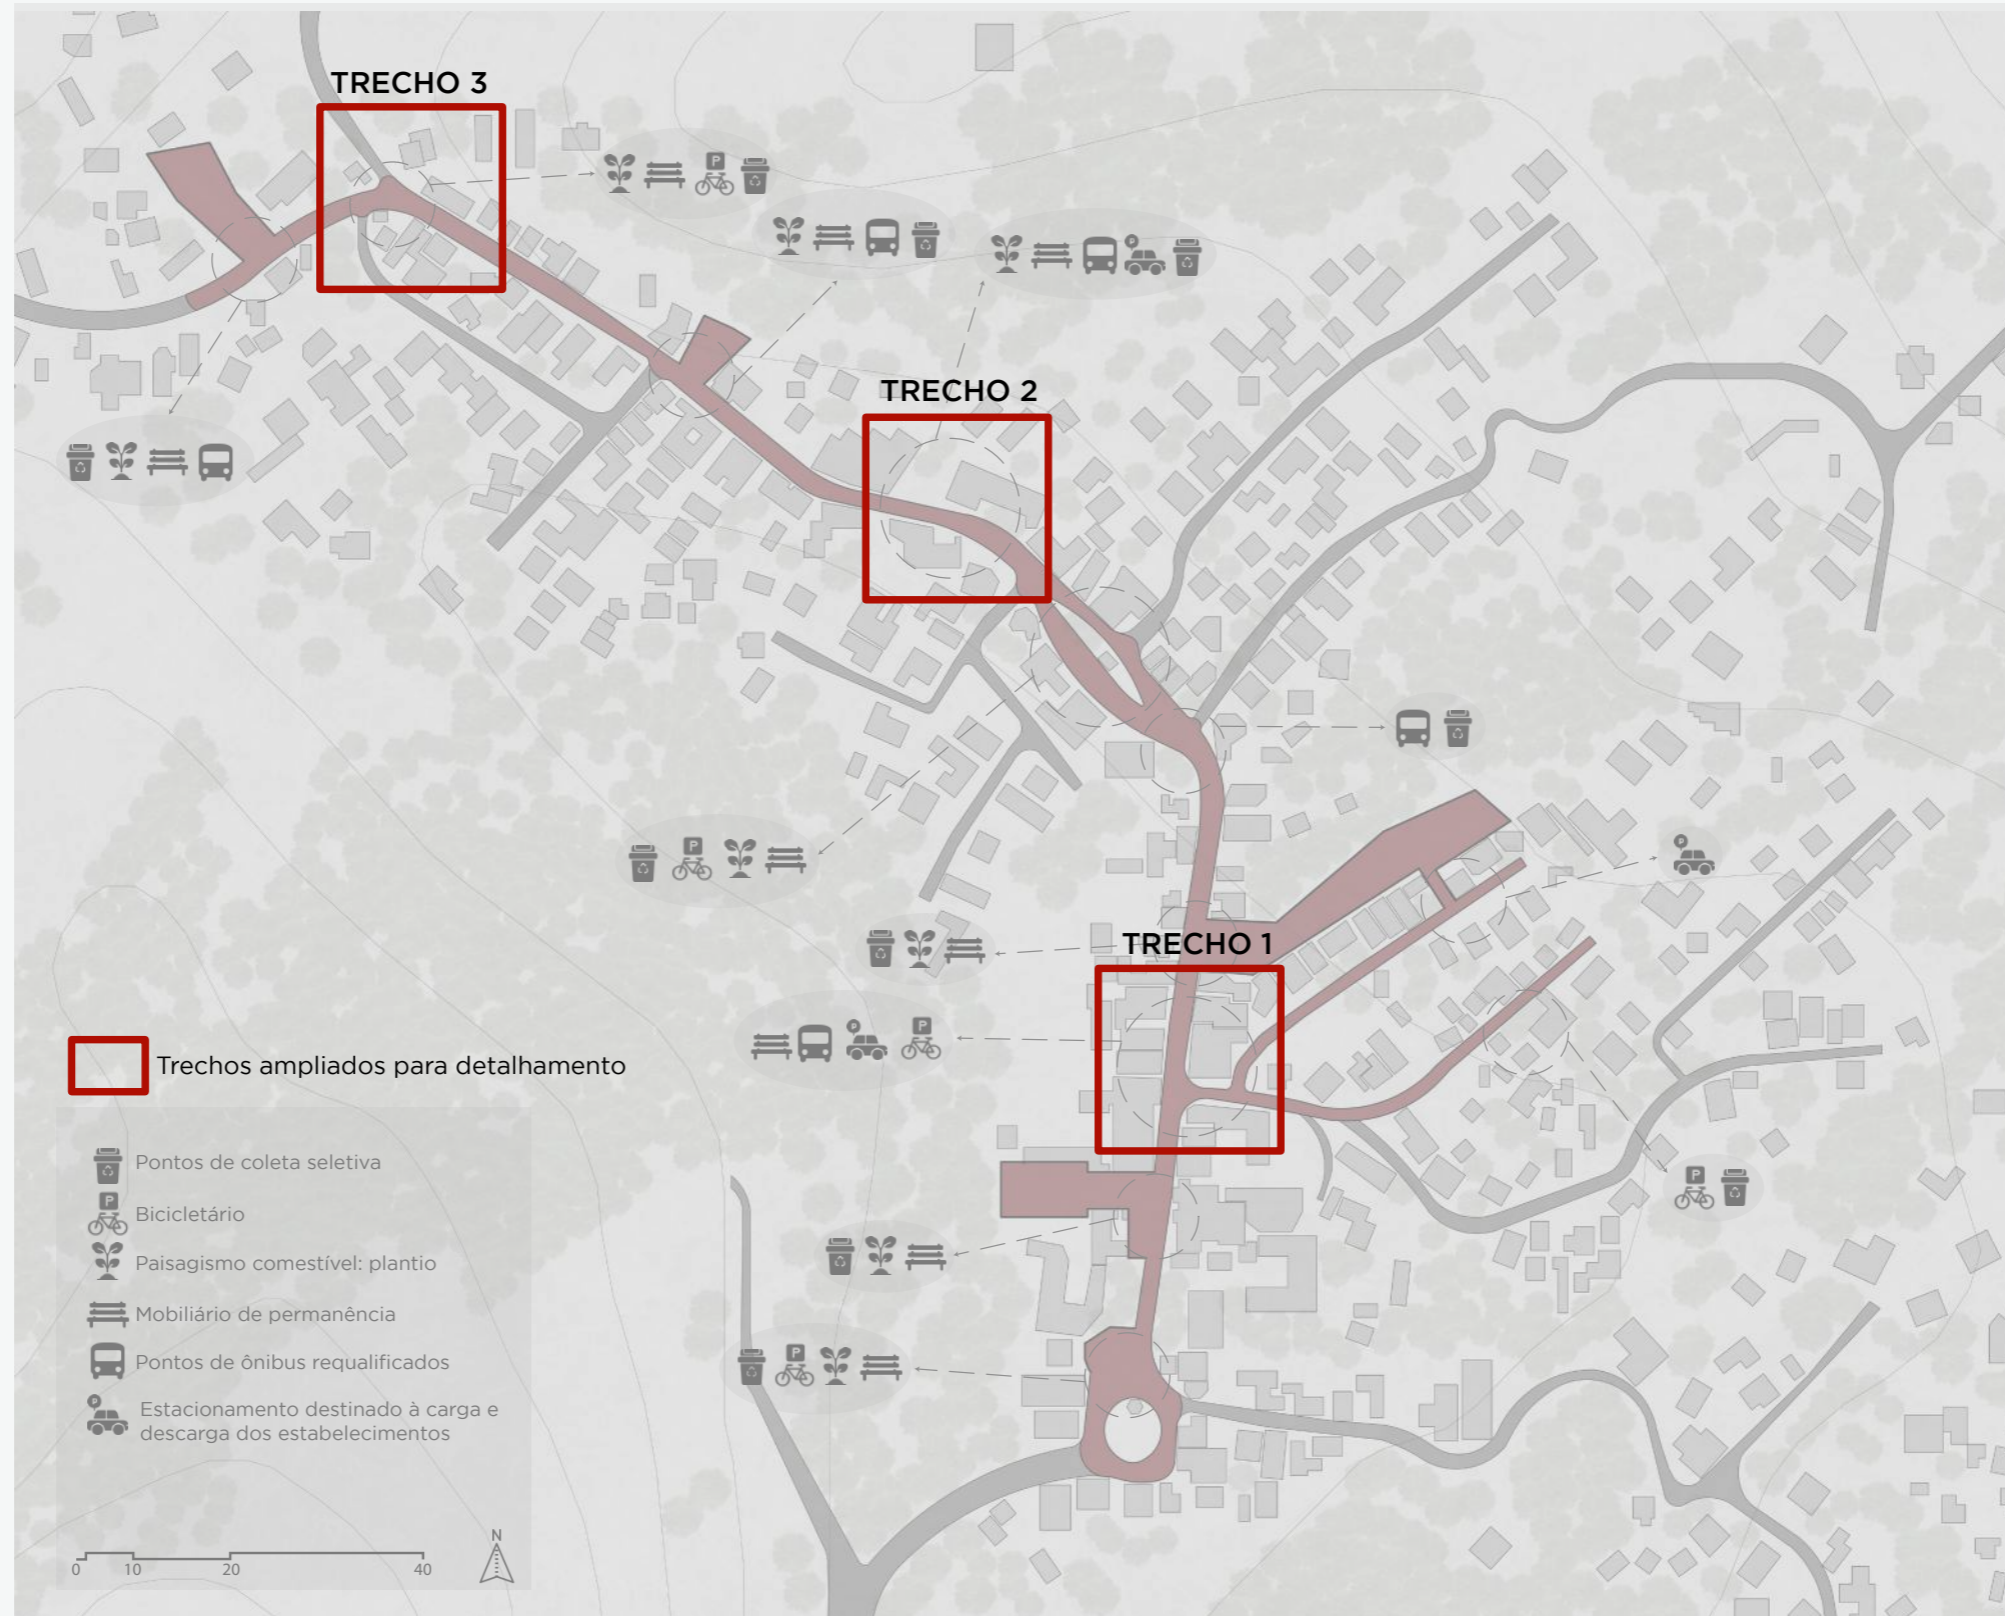 TRECHO 3
TRECHO 2
TRECHO 1
Trechos ampliados para detalhamento
Pontos de coleta seletiva
P
Bicicletário
Paisagismo comestível: plantio
Mobiliário de permanência
Pontos de ônibus requalificados
P
Estacionamento destinado à carga e
descarga dos estabelecimentos
N
0 10 20 40